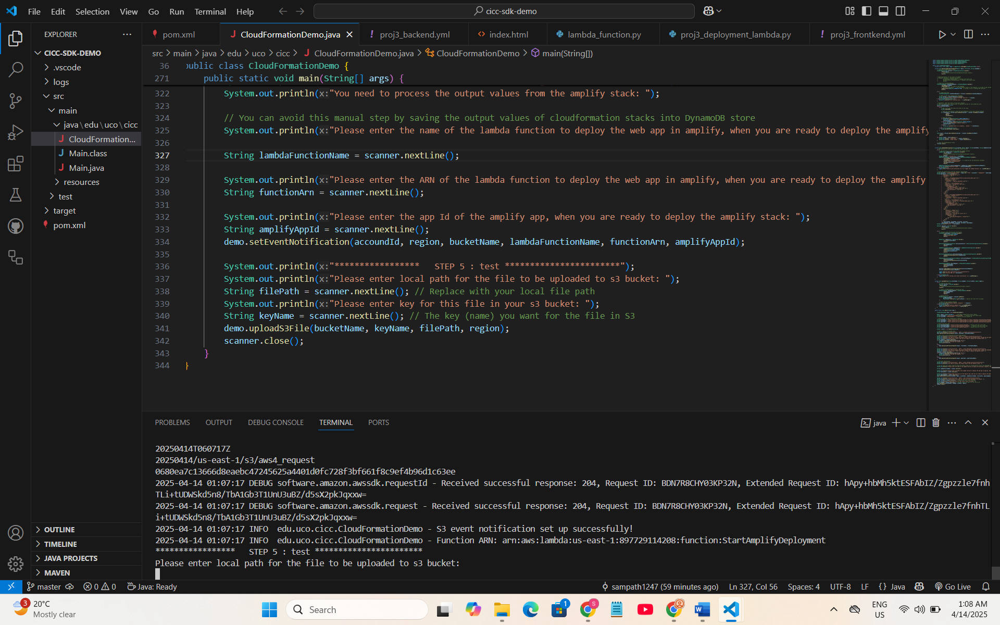 File Edit Selection View Go Run Terminal Help
cicc-sdk-demo
EXPLORER
CICC-SDK-DEMO
.vscode
logs
src
main
java\edu\uco\cicc
CloudFormation...
Main.class
Main.java
resources
test
target
pom.xml
OUTLINE
TIMELINE
JAVA PROJECTS
MAVEN
pom.xml CloudFormationDemo.java proj3_backend.yml index.html lambda_function.py proj3_deployment_lambda.py proj3_frontkend.yml
src > main > java > edu > uco > cicc > CloudFormationDemo.java > CloudFormationDemo > main(String[])
36 public class CloudFormationDemo {
271 public static void main(String[] args) {
322 System.out.println(x:"You need to process the output values from the amplify stack: ");
323
324 // You can avoid this manual step by saving the output values of cloudformation stacks into DynamoDB store
325 System.out.println(x:"Please enter the name of the lambda function to deploy the web app in amplify, when you are ready to deploy the amplify
326
327 String lambdaFunctionName = scanner.nextLine();
328
329 System.out.println(x:"Please enter the ARN of the lambda function to deploy the web app in amplify, when you are ready to deploy the amplify
330 String functionArn = scanner.nextLine();
331
332 System.out.println(x:"Please enter the app Id of the amplify app, when you are ready to deploy the amplify stack: ");
333 String amplifyAppId = scanner.nextLine();
334 demo.setEventNotification(accoundId, region, bucketName, lambdaFunctionName, functionArn, amplifyAppId);
335
336 System.out.println(x:"*****************   STEP 5 : test ***********************");
337 System.out.println(x:"Please enter local path for the file to be uploaded to s3 bucket: ");
338 String filePath = scanner.nextLine(); // Replace with your local file path
339 System.out.println(x:"Please enter key for this file in your s3 bucket: ");
340 String keyName = scanner.nextLine(); // The key (name) you want for the file in S3
341 demo.uploadS3File(bucketName, keyName, filePath, region);
342 scanner.close();
343 }
344 }
PROBLEMS OUTPUT DEBUG CONSOLE TERMINAL PORTS
java
20250414T060717Z
20250414/us-east-1/s3/aws4_request
0680ea7c13666d8eaebc47245625a4401d0fc728f3bf661f8c9ef4b96d1c63ee
2025-04-14 01:07:17 DEBUG software.amazon.awssdk.requestId - Received successful response: 204, Request ID: BDN7R8CHY03KP32N, Extended Request ID: hApy+hbMh5ktESFAbIZ/Zgpzzle7fnh
TLi+tUDWSkd5n8/TbA1Gb3T1UnU3uBZ/d5sX2pkJqxxw=
2025-04-14 01:07:17 DEBUG software.amazon.awssdk.request - Received successful response: 204, Request ID: BDN7R8CHY03KP32N, Extended Request ID: hApy+hbMh5ktESFAbIZ/Zgpzzle7fnhTL
i+tUDWSkd5n8/TbA1Gb3T1UnU3uBZ/d5sX2pkJqxxw=
2025-04-14 01:07:17 INFO  edu.uco.cicc.CloudFormationDemo - S3 event notification set up successfully!
2025-04-14 01:07:17 INFO  edu.uco.cicc.CloudFormationDemo - Function ARN: arn:aws:lambda:us-east-1:897729114208:function:StartAmplifyDeployment
*****************   STEP 5 : test ***********************
Please enter local path for the file to be uploaded to s3 bucket:
master 0 0 Java: Ready sampath1247 (59 minutes ago) Ln 327, Col 56 Spaces: 4 UTF-8 LF {} Java Go Live
3 20°C
Mostly clear
Search
1
S
ENG
US
1:08 AM
4/14/2025